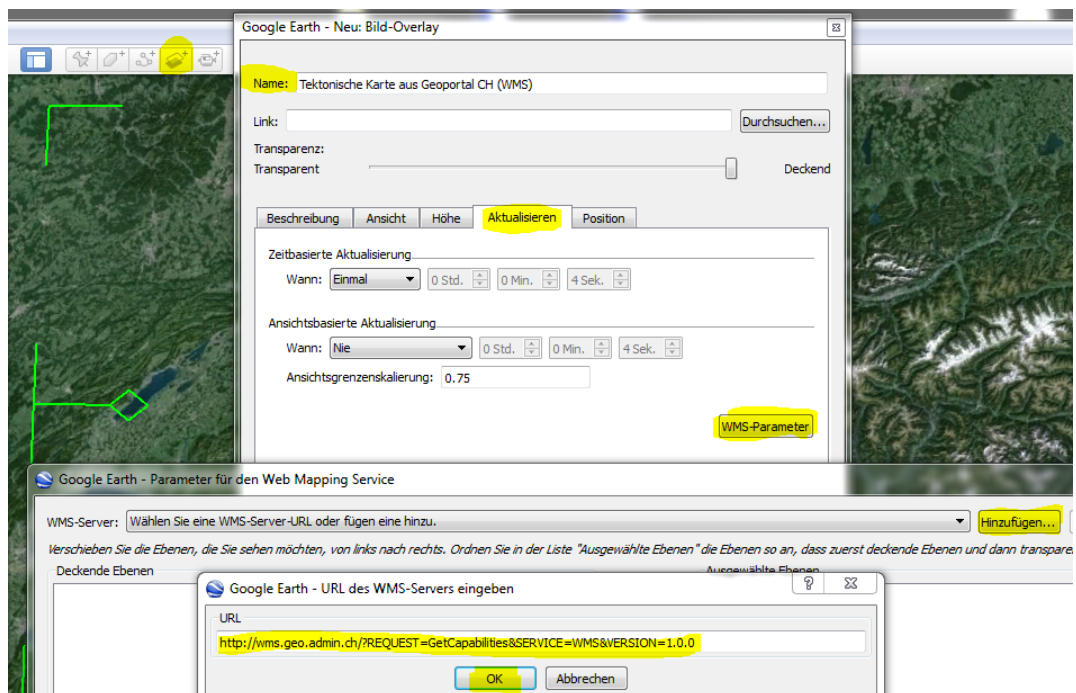 Google Earth - Neu: Bild-Overlay
Name: Tektonische Karte aus Geoportal CH (WMS)
Link: Durchsuchen...
Transparenz:
Transparent Deckend
Beschreibung Ansicht Höhe Aktualisieren Position
Zeitbasierte Aktualisierung
Wann: Einmal 0 Std. 0 Min. 4 Sek.
Ansichtsbasierte Aktualisierung
Wann: Nie 0 Std. 0 Min. 4 Sek.
Ansichtsgrenzenskalierung: 0.75
WMS-Parameter
Google Earth - Parameter für den Web Mapping Service
WMS-Server: Wählen Sie eine WMS-Server-URL oder fügen eine hinzu. Hinzufügen...
Verschieben Sie die Ebenen, die Sie sehen möchten, von links nach rechts. Ordnen Sie in der Liste "Ausgewählte Ebenen" die Ebenen so an, dass zuerst deckende Ebenen und dann transpare
Deckende Ebenen Ausgewählte Ebenen
Google Earth - URL des WMS-Servers eingeben
URL
http://wms.geo.admin.ch/?REQUEST=GetCapabilities&SERVICE=WMS&VERSION=1.0.0
OK Abbrechen